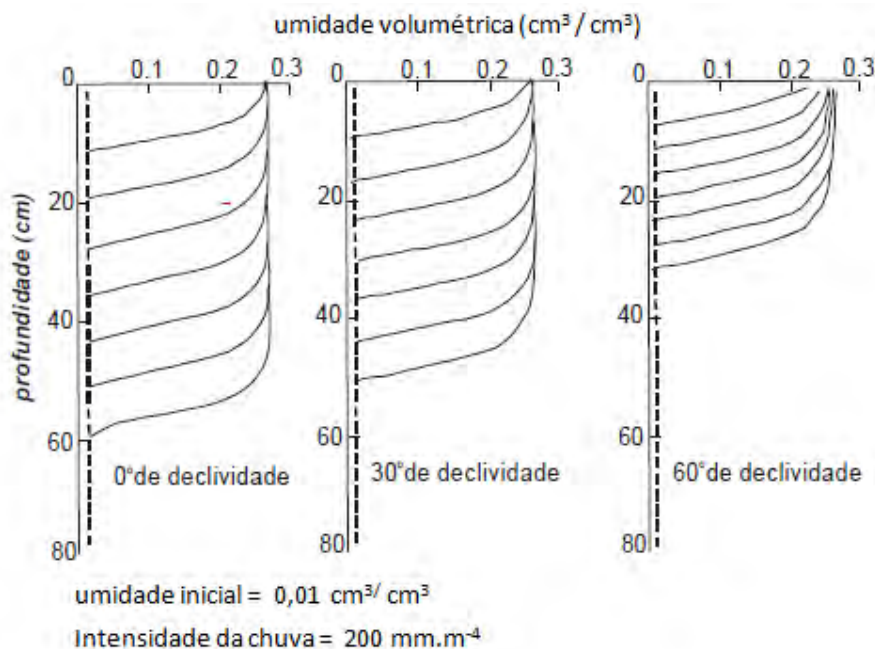 umidade volumétrica (cm³ / cm³)
0 0.1 0.2 0.3 0 0.1 0.2 0.3 0 0.1 0.2 0.3
20 20 20
40 40 40
60 60 60
80 80 80
profundidade (cm)
0°de declividade 30°de declividade 60°de declividade
umidade inicial = 0,01 cm³/ cm³
Intensidade da chuva = 200 mm.m⁻⁴